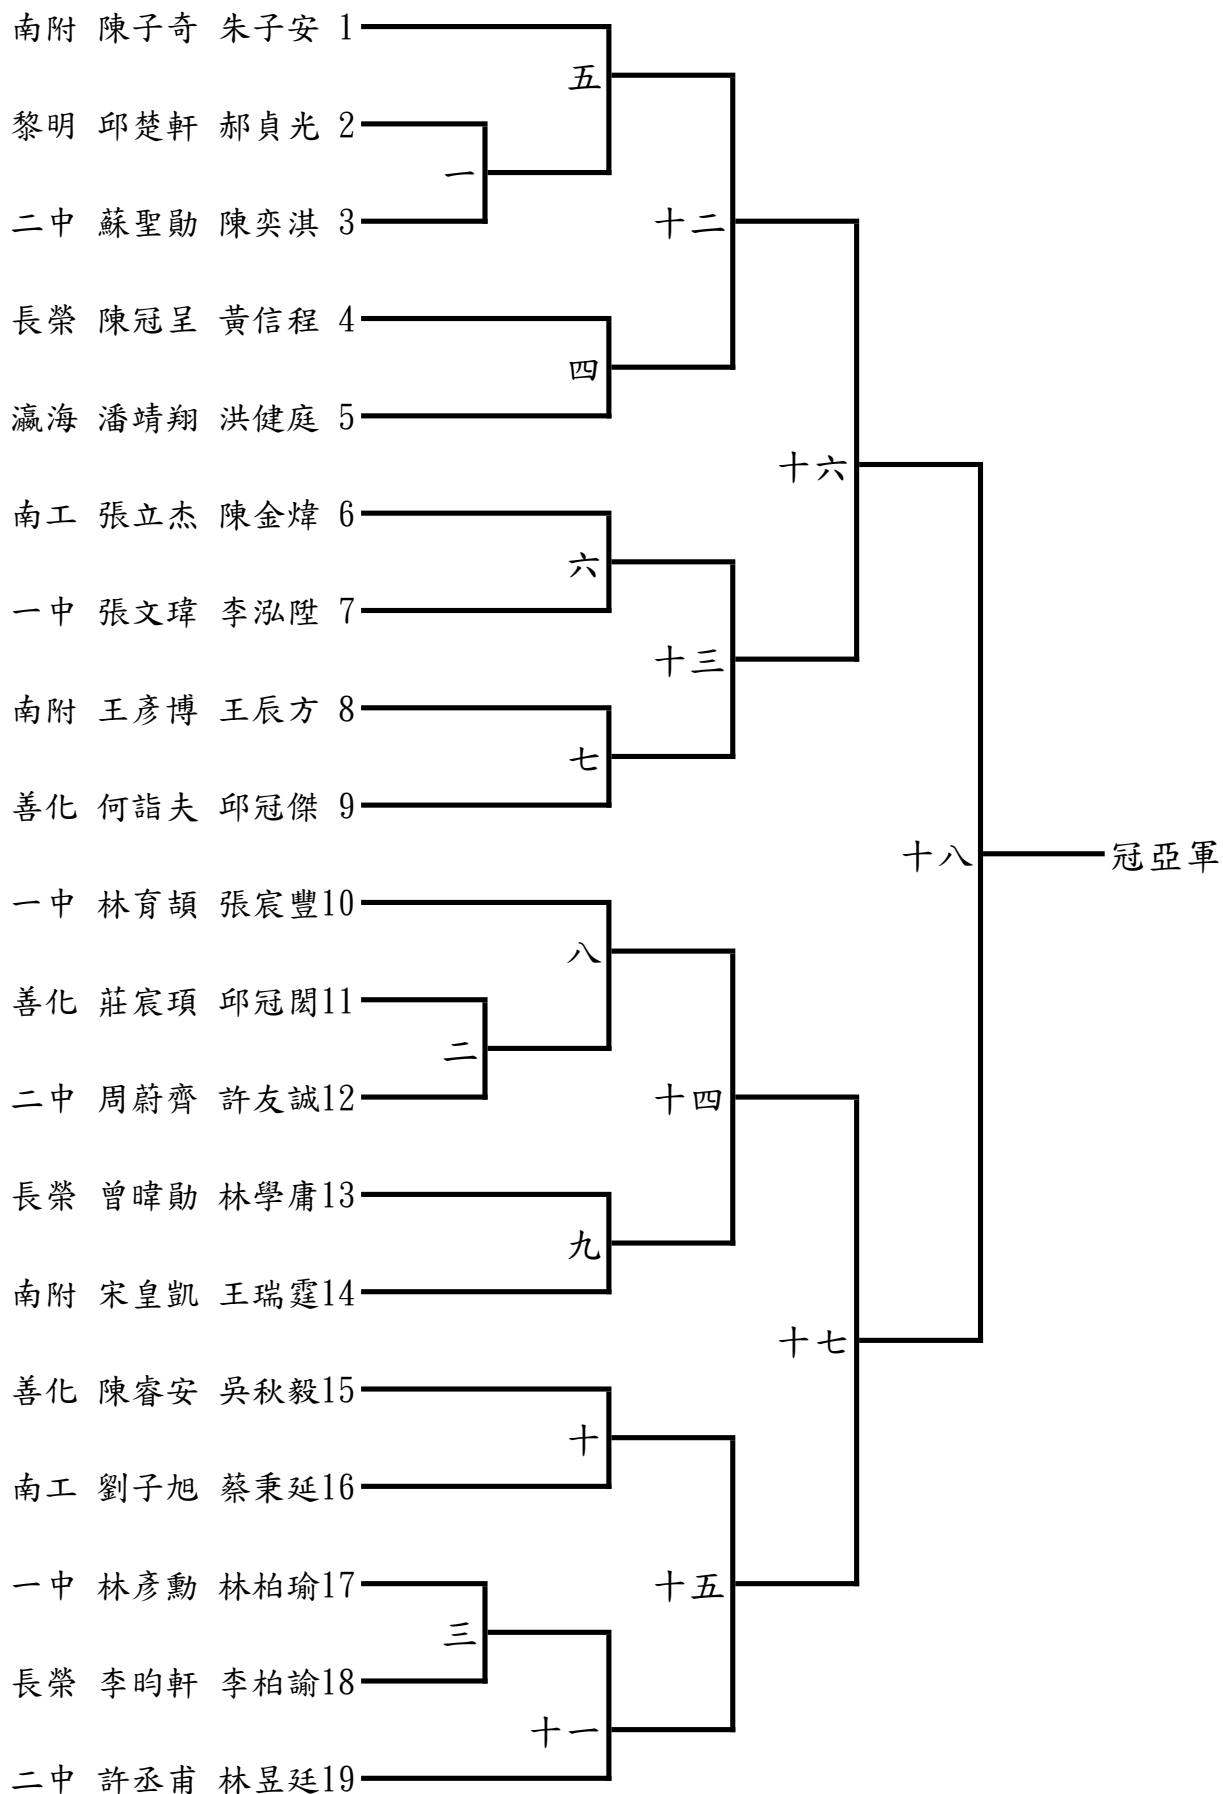 南附 陳子奇 朱子安 1
五
黎明 邱楚軒 郝貞光 2
一
二中 蘇聖勛 陳奕淇 3
十二
長榮 陳冠呈 黃信程 4
四
瀛海 潘靖翔 洪健庭 5
十六
南工 張立杰 陳金煒 6
六
一中 張文瑋 李泓陞 7
十三
南附 王彥博 王辰方 8
七
善化 何詣夫 邱冠傑 9
十八 冠亞軍
一中 林育頡 張宸豐10
八
善化 莊宸頊 邱冠閎11
二
二中 周蔚齊 許友誠12
十四
長榮 曾暐勛 林學庸13
九
南附 宋皇凱 王瑞霆14
十七
善化 陳睿安 吳秋毅15
十
南工 劉子旭 蔡秉延16
一中 林彥勳 林柏瑜17
十五
三
長榮 李昀軒 李柏諭18
十一
二中 許丞甫 林昱廷19